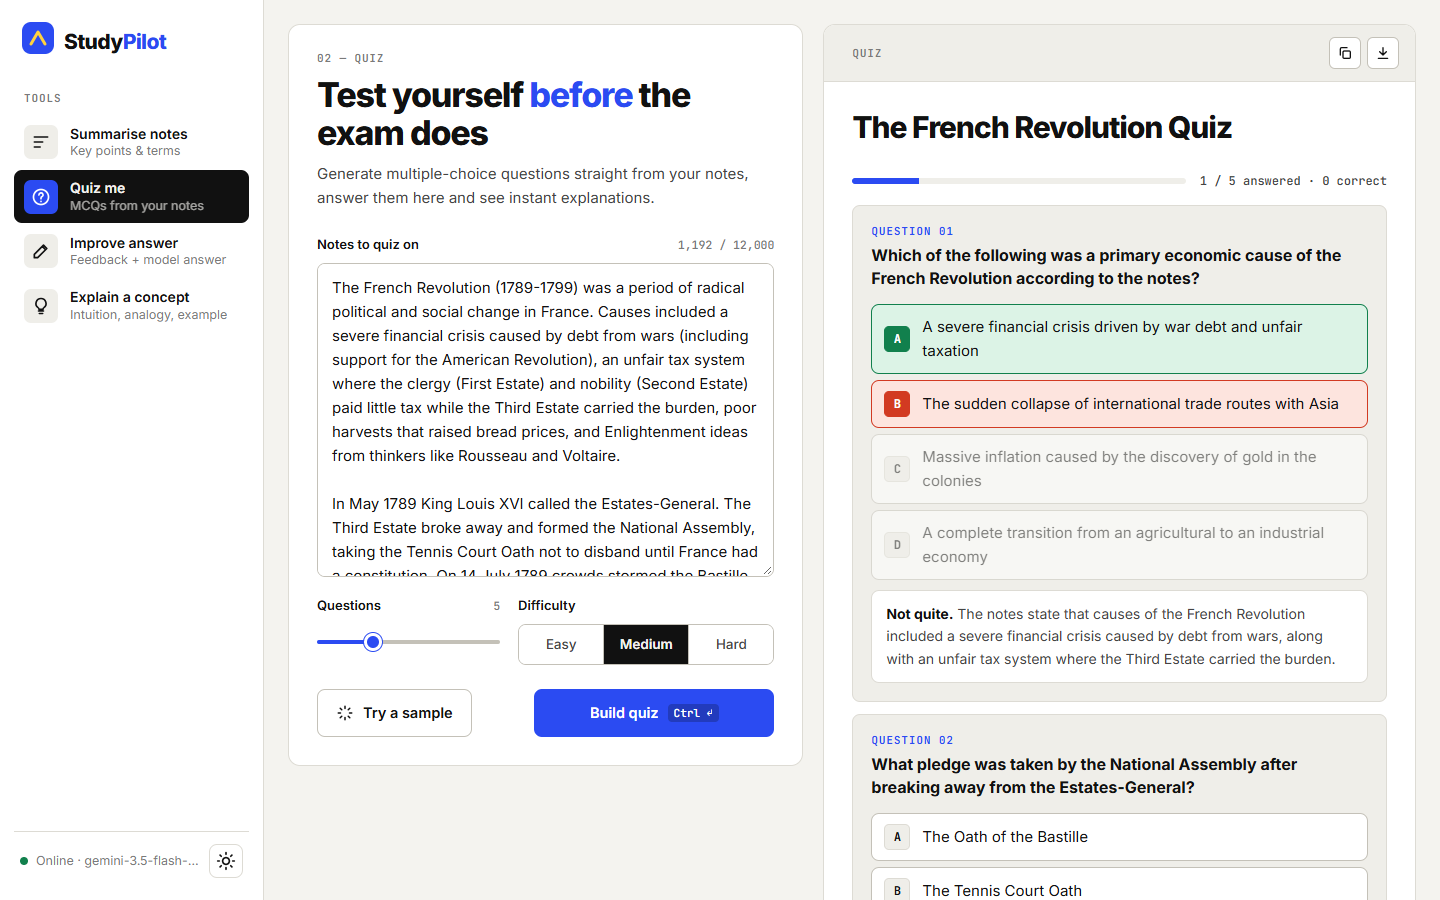 StudyPilot
TOOLS
Summarise notes
Key points & terms
Quiz me
MCQs from your notes
Improve answer
Feedback + model answer
Explain a concept
Intuition, analogy, example
Online · gemini-3.5-flash-...
02 — QUIZ
Test yourself before the
exam does
Generate multiple-choice questions straight from your notes,
answer them here and see instant explanations.
Notes to quiz on
1,192 / 12,000
The French Revolution (1789-1799) was a period of radical
political and social change in France. Causes included a
severe financial crisis caused by debt from wars (including
support for the American Revolution), an unfair tax system
where the clergy (First Estate) and nobility (Second Estate)
paid little tax while the Third Estate carried the burden, poor
harvests that raised bread prices, and Enlightenment ideas
from thinkers like Rousseau and Voltaire.
In May 1789 King Louis XVI called the Estates-General. The
Third Estate broke away and formed the National Assembly,
taking the Tennis Court Oath not to disband until France had
a constitution. On 14 July 1789 crowds stormed the Bastille
Questions
5
Difficulty
Easy
Medium
Hard
Try a sample
Build quiz Ctrl ↵
QUIZ
The French Revolution Quiz
1 / 5 answered · 0 correct
QUESTION 01
Which of the following was a primary economic cause of the
French Revolution according to the notes?
A
A severe financial crisis driven by war debt and unfair
taxation
B
The sudden collapse of international trade routes with Asia
C
Massive inflation caused by the discovery of gold in the
colonies
D
A complete transition from an agricultural to an industrial
economy
Not quite. The notes state that causes of the French Revolution
included a severe financial crisis caused by debt from wars, along
with an unfair tax system where the Third Estate carried the burden.
QUESTION 02
What pledge was taken by the National Assembly after
breaking away from the Estates-General?
A
The Oath of the Bastille
B
The Tennis Court Oath